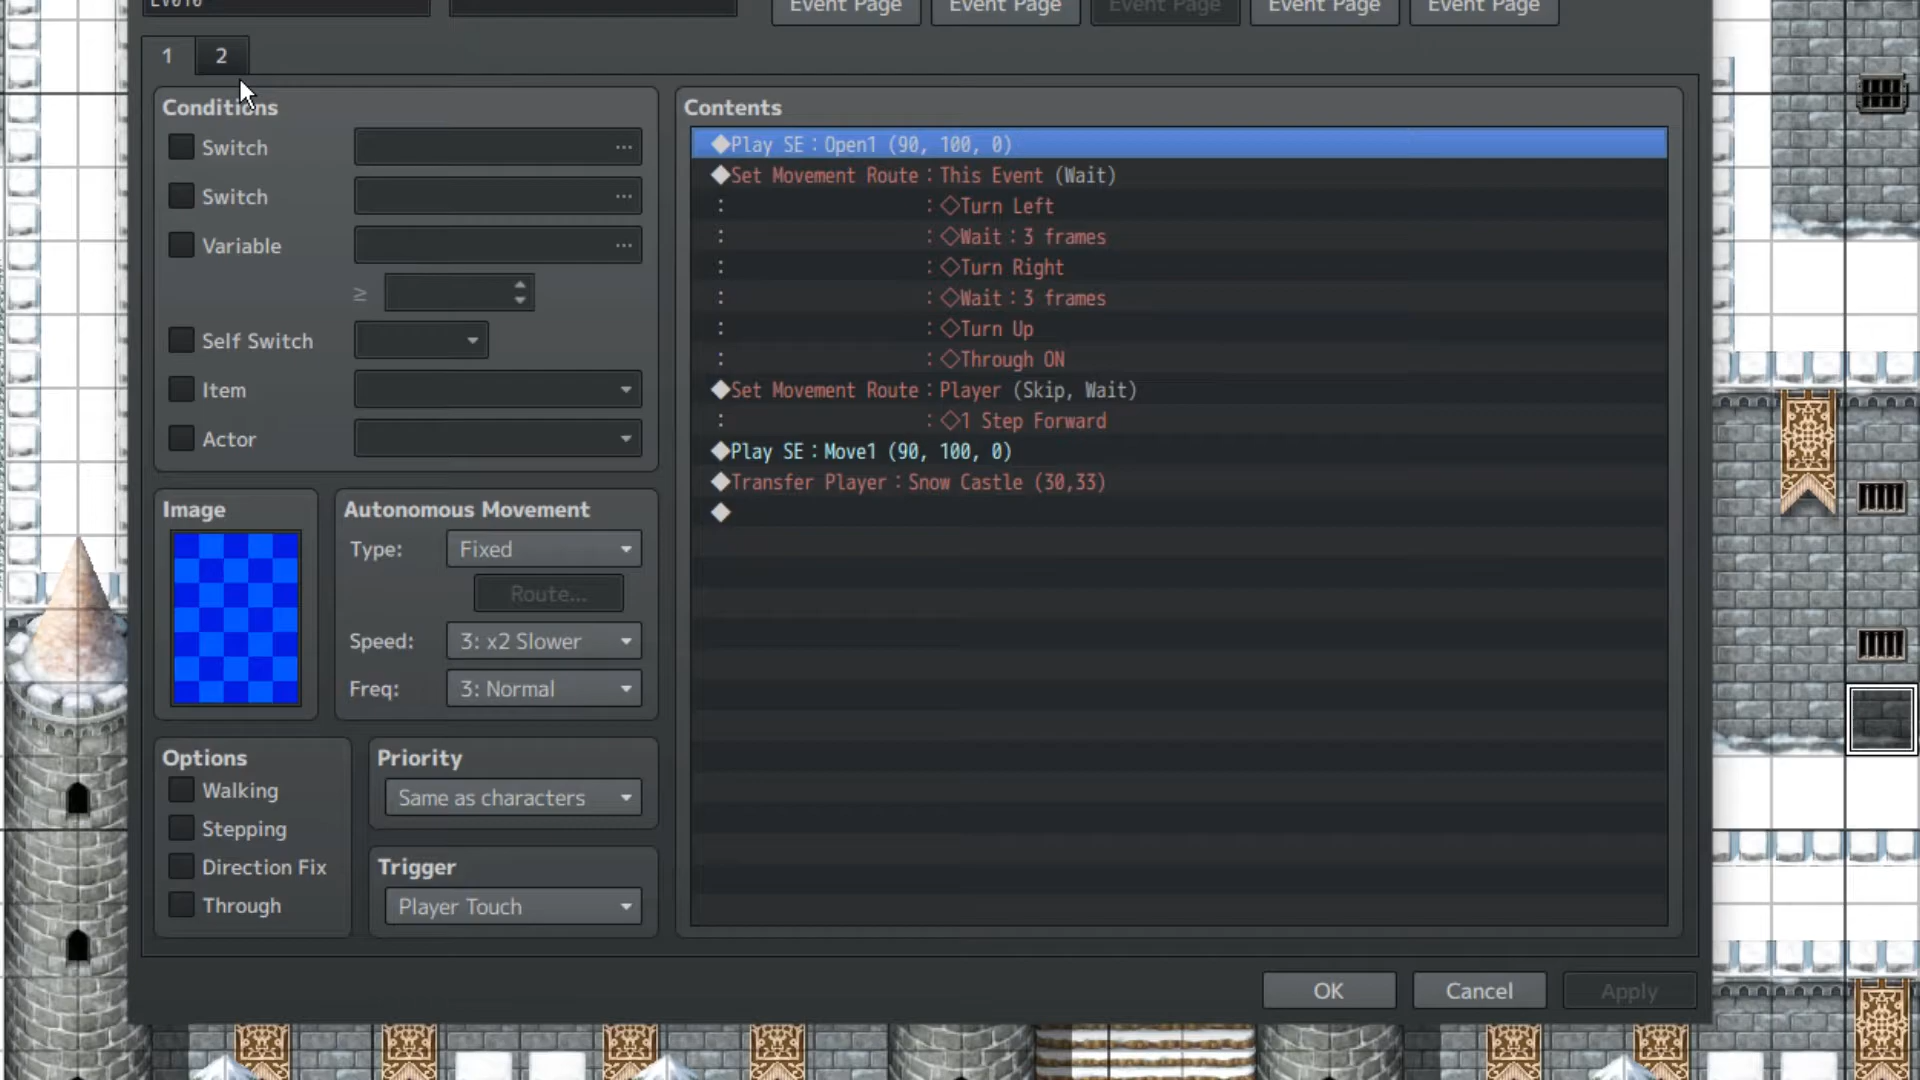 EV010
Event Page Event Page Event Page Event Page Event Page
1 2
Conditions
Switch ...
Switch ...
Variable ...
≥
Self Switch
Item
Actor
Image
Autonomous Movement
Type: Fixed
Route...
Speed: 3: x2 Slower
Freq: 3: Normal
Options
Walking
Stepping
Direction Fix
Through
Priority
Same as characters
Trigger
Player Touch
Contents
◆Play SE：Open1 (90, 100, 0)
◆Set Movement Route：This Event (Wait)
：　：◇Turn Left
：　：◇Wait：3 frames
：　：◇Turn Right
：　：◇Wait：3 frames
：　：◇Turn Up
：　：◇Through ON
◆Set Movement Route：Player (Skip, Wait)
：　：◇1 Step Forward
◆Play SE：Move1 (90, 100, 0)
◆Transfer Player：Snow Castle (30,33)
◆
OK Cancel Apply